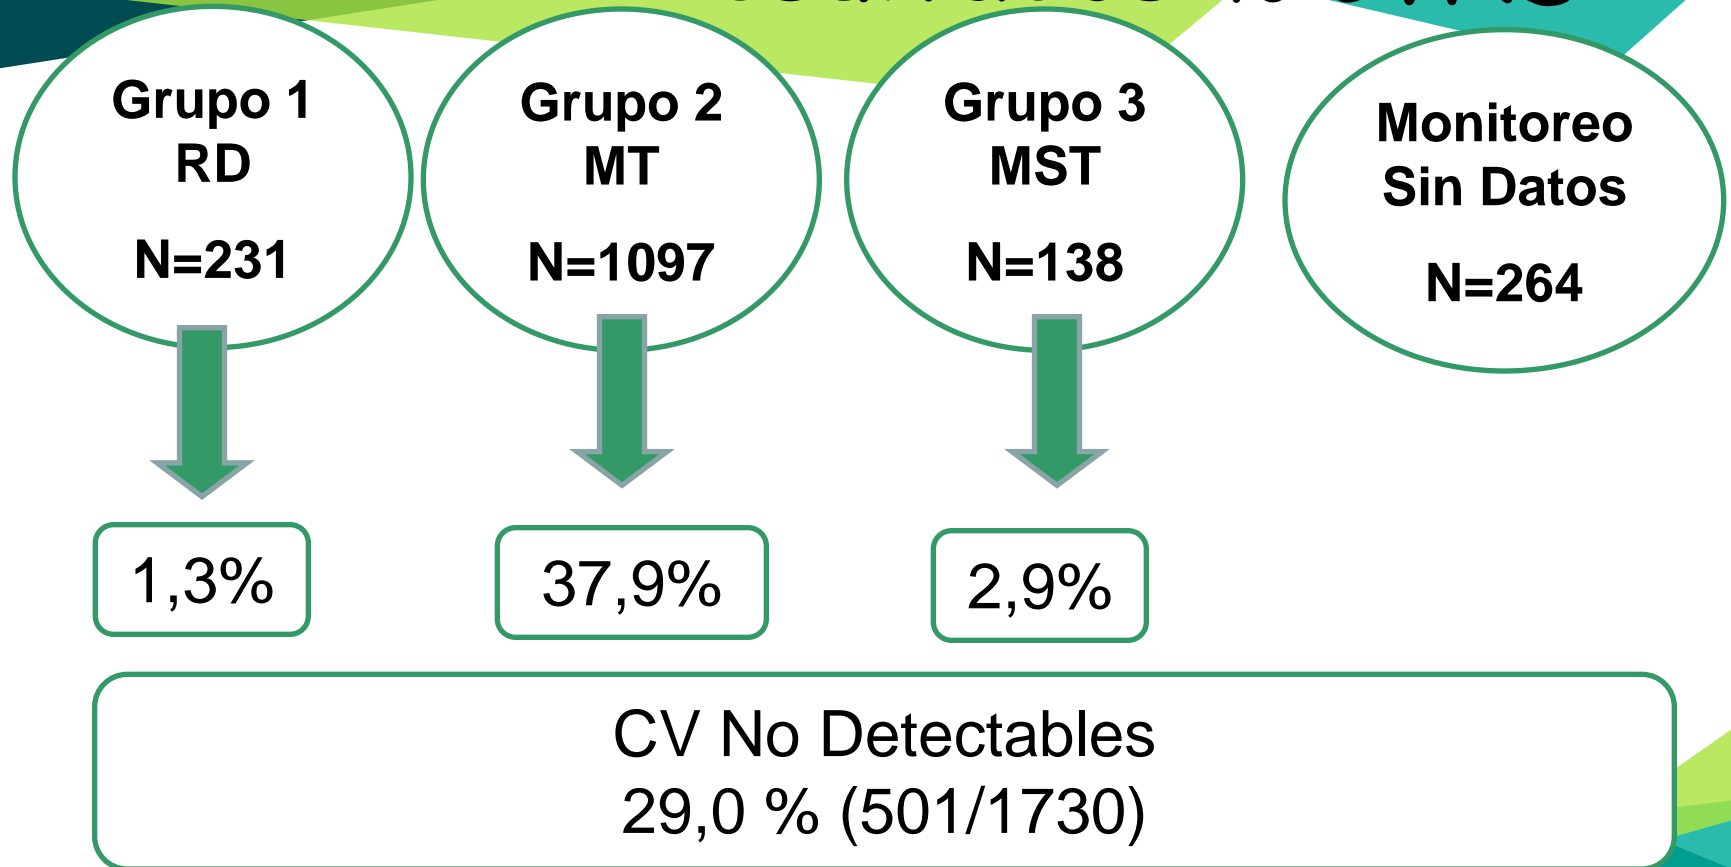 Grupo 1
RD
N=231
Grupo 2
MT
N=1097
Grupo 3
MST
N=138
Monitoreo
Sin Datos
N=264
1,3%
37,9%
2,9%
CV No Detectables
29,0 % (501/1730)